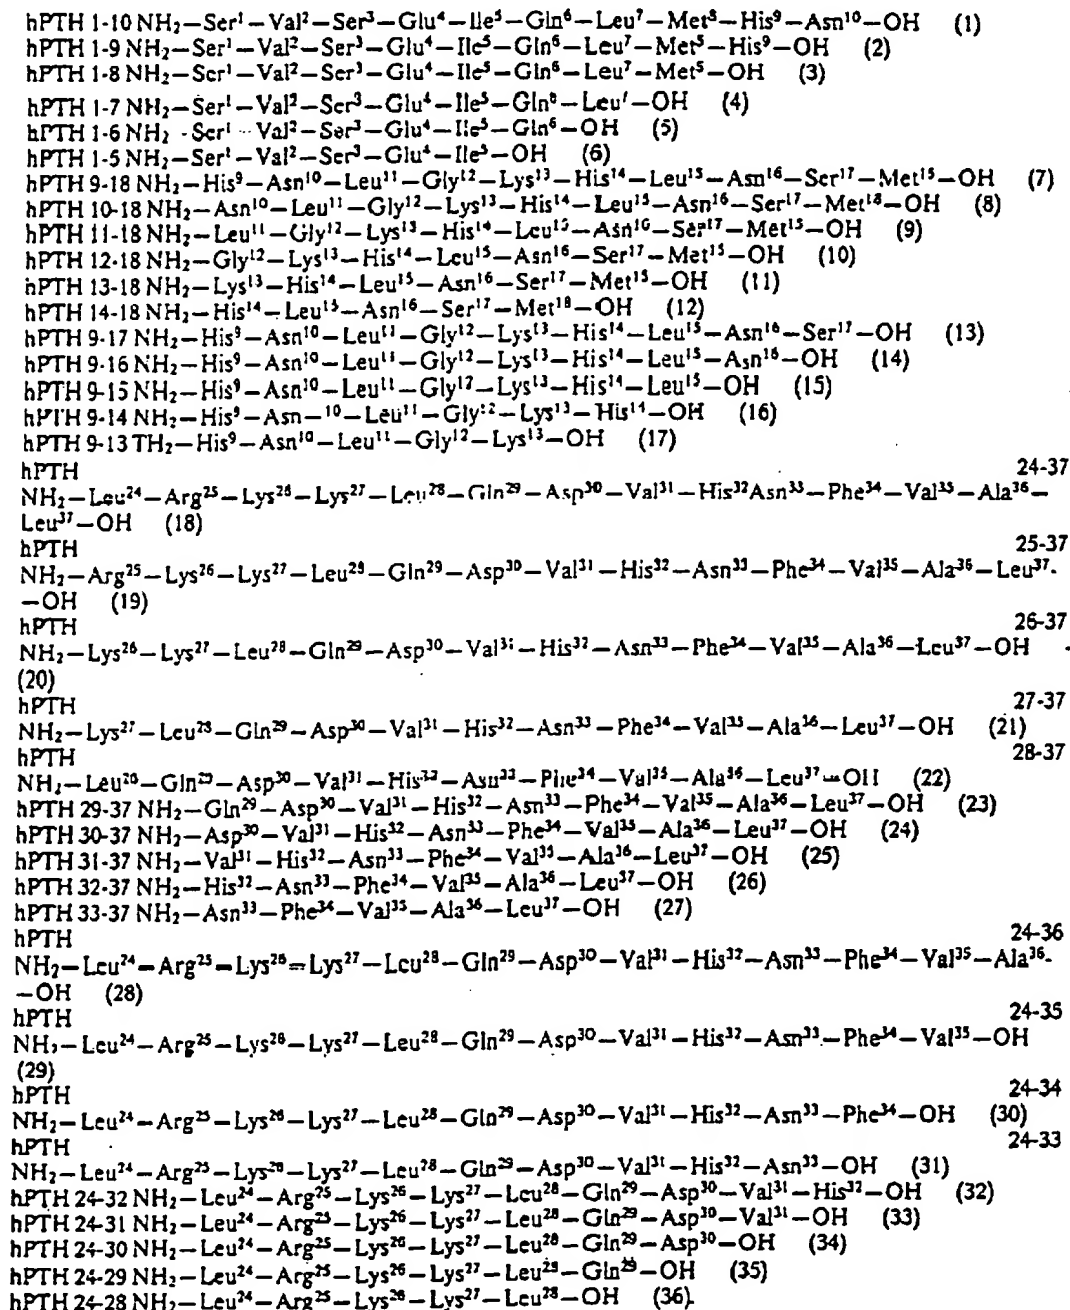 hPTH 1-10 NH₂–Ser¹–Val²–Ser³–Glu⁴–Ile⁵–Gln⁶–Leu⁷–Met⁸–His⁹–Asn¹⁰–OH (1)
hPTH 1-9 NH₂–Ser¹–Val²–Ser³–Glu⁴–Ile⁵–Gln⁶–Leu⁷–Met⁸–His⁹–OH (2)
hPTH 1-8 NH₂–Ser¹–Val²–Ser³–Glu⁴–Ile⁵–Gln⁶–Leu⁷–Met⁸–OH (3)
hPTH 1-7 NH₂–Ser¹–Val²–Ser³–Glu⁴–Ile⁵–Gln⁶–Leu⁷–OH (4)
hPTH 1-6 NH₂–Ser¹–Val²–Ser³–Glu⁴–Ile⁵–Gln⁶–OH (5)
hPTH 1-5 NH₂–Ser¹–Val²–Ser³–Glu⁴–Ile⁵–OH (6)
hPTH 9-18 NH₂–His⁹–Asn¹⁰–Leu¹¹–Gly¹²–Lys¹³–His¹⁴–Leu¹⁵–Asn¹⁶–Ser¹⁷–Met¹⁸–OH (7)
hPTH 10-18 NH₂–Asn¹⁰–Leu¹¹–Gly¹²–Lys¹³–His¹⁴–Leu¹⁵–Asn¹⁶–Ser¹⁷–Met¹⁸–OH (8)
hPTH 11-18 NH₂–Leu¹¹–Gly¹²–Lys¹³–His¹⁴–Leu¹⁵–Asn¹⁶–Ser¹⁷–Met¹⁸–OH (9)
hPTH 12-18 NH₂–Gly¹²–Lys¹³–His¹⁴–Leu¹⁵–Asn¹⁶–Ser¹⁷–Met¹⁸–OH (10)
hPTH 13-18 NH₂–Lys¹³–His¹⁴–Leu¹⁵–Asn¹⁶–Ser¹⁷–Met¹⁸–OH (11)
hPTH 14-18 NH₂–His¹⁴–Leu¹⁵–Asn¹⁶–Ser¹⁷–Met¹⁸–OH (12)
hPTH 9-17 NH₂–His⁹–Asn¹⁰–Leu¹¹–Gly¹²–Lys¹³–His¹⁴–Leu¹⁵–Asn¹⁶–Ser¹⁷–OH (13)
hPTH 9-16 NH₂–His⁹–Asn¹⁰–Leu¹¹–Gly¹²–Lys¹³–His¹⁴–Leu¹⁵–Asn¹⁶–OH (14)
hPTH 9-15 NH₂–His⁹–Asn¹⁰–Leu¹¹–Gly¹²–Lys¹³–His¹⁴–Leu¹⁵–OH (15)
hPTH 9-14 NH₂–His⁹–Asn–¹⁰–Leu¹¹–Gly¹²–Lys¹³–His¹⁴–OH (16)
hPTH 9-13 TH₂–His⁹–Asn¹⁰–Leu¹¹–Gly¹²–Lys¹³–OH (17)
hPTH 24-37
NH₂–Leu²⁴–Arg²⁵–Lys²⁶–Lys²⁷–Leu²⁸–Gln²⁹–Asp³⁰–Val³¹–His³²Asn³³–Phe³⁴–Val³⁵–Ala³⁶–
Leu³⁷–OH (18)
hPTH 25-37
NH₂–Arg²⁵–Lys²⁶–Lys²⁷–Leu²⁸–Gln²⁹–Asp³⁰–Val³¹–His³²–Asn³³–Phe³⁴–Val³⁵–Ala³⁶–Leu³⁷-
–OH (19)
hPTH 26-37
NH₂–Lys²⁶–Lys²⁷–Leu²⁸–Gln²⁹–Asp³⁰–Val³¹–His³²–Asn³³–Phe³⁴–Val³⁵–Ala³⁶–Leu³⁷–OH
(20)
hPTH 27-37
NH₂–Lys²⁷–Leu²⁸–Gln²⁹–Asp³⁰–Val³¹–His³²–Asn³³–Phe³⁴–Val³⁵–Ala³⁶–Leu³⁷–OH (21)
hPTH 28-37
NH₂–Leu²⁸–Gln²⁹–Asp³⁰–Val³¹–His³²–Asn³³–Phe³⁴–Val³⁵–Ala³⁶–Leu³⁷–OH (22)
hPTH 29-37 NH₂–Gln²⁹–Asp³⁰–Val³¹–His³²–Asn³³–Phe³⁴–Val³⁵–Ala³⁶–Leu³⁷–OH (23)
hPTH 30-37 NH₂–Asp³⁰–Val³¹–His³²–Asn³³–Phe³⁴–Val³⁵–Ala³⁶–Leu³⁷–OH (24)
hPTH 31-37 NH₂–Val³¹–His³²–Asn³³–Phe³⁴–Val³⁵–Ala³⁶–Leu³⁷–OH (25)
hPTH 32-37 NH₂–His³²–Asn³³–Phe³⁴–Val³⁵–Ala³⁶–Leu³⁷–OH (26)
hPTH 33-37 NH₂–Asn³³–Phe³⁴–Val³⁵–Ala³⁶–Leu³⁷–OH (27)
hPTH 24-36
NH₂–Leu²⁴–Arg²⁵–Lys²⁶–Lys²⁷–Leu²⁸–Gln²⁹–Asp³⁰–Val³¹–His³²–Asn³³–Phe³⁴–Val³⁵–Ala³⁶-
–OH (28)
hPTH 24-35
NH₂–Leu²⁴–Arg²⁵–Lys²⁶–Lys²⁷–Leu²⁸–Gln²⁹–Asp³⁰–Val³¹–His³²–Asn³³–Phe³⁴–Val³⁵–OH
(29)
hPTH 24-34
NH₂–Leu²⁴–Arg²⁵–Lys²⁶–Lys²⁷–Leu²⁸–Gln²⁹–Asp³⁰–Val³¹–His³²–Asn³³–Phe³⁴–OH (30)
hPTH 24-33
NH₂–Leu²⁴–Arg²⁵–Lys²⁶–Lys²⁷–Leu²⁸–Gln²⁹–Asp³⁰–Val³¹–His³²–Asn³³–OH (31)
hPTH 24-32 NH₂–Leu²⁴–Arg²⁵–Lys²⁶–Lys²⁷–Leu²⁸–Gln²⁹–Asp³⁰–Val³¹–His³²–OH (32)
hPTH 24-31 NH₂–Leu²⁴–Arg²⁵–Lys²⁶–Lys²⁷–Leu²⁸–Gln²⁹–Asp³⁰–Val³¹–OH (33)
hPTH 24-30 NH₂–Leu²⁴–Arg²⁵–Lys²⁶–Lys²⁷–Leu²⁸–Gln²⁹–Asp³⁰–OH (34)
hPTH 24-29 NH₂–Leu²⁴–Arg²⁵–Lys²⁶–Lys²⁷–Leu²⁸–Gln²⁹–OH (35)
hPTH 24-28 NH₂–Leu²⁴–Arg²⁵–Lys²⁶–Lys²⁷–Leu²⁸–OH (36).